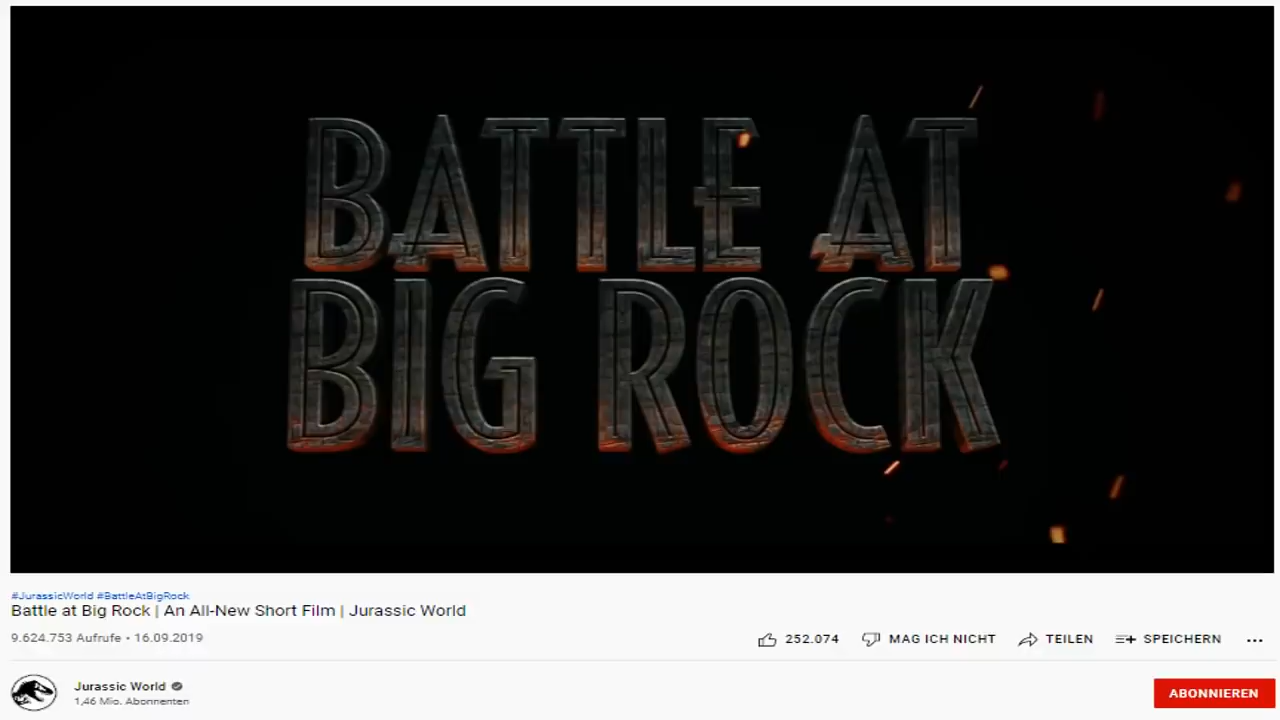 BATTLE AT
BIG ROCK
#JurassicWorld #BattleAtBigRock
Battle at Big Rock | An All-New Short Film | Jurassic World
9.624.753 Aufrufe • 16.09.2019
252.074 MAG ICH NICHT TEILEN SPEICHERN
Jurassic World
1,46 Mio. Abonnenten
ABONNIEREN